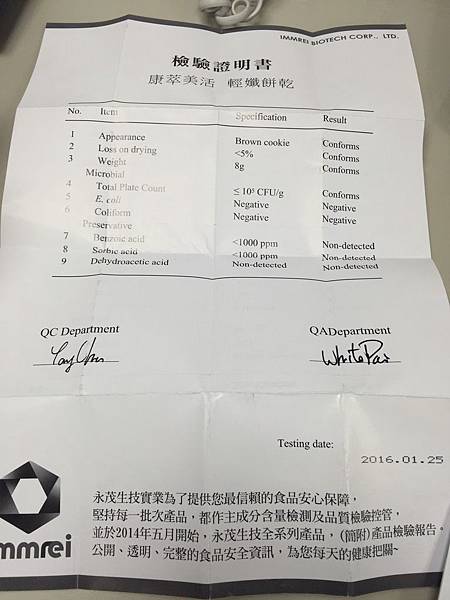 IMMREI BIOTECH CORP., LTD.
檢驗證明書
康萃美活 輕孅餅乾
No. Item Specification Result
1 Appearance Brown cookie Conforms
2 Loss on drying <5% Conforms
3 Weight 8g Conforms
Microbial
4 Total Plate Count ≤ 10⁵ CFU/g Conforms
5 E. coli Negative Negative
6 Coliform Negative Negative
Preservative
7 Benzoic acid <1000 ppm Non-detected
8 Sorbic acid <1000 ppm Non-detected
9 Dehydroacetic acid Non-detected Non-detected
QC Department QADepartment
Testing date:
2016.01.25
永茂生技實業為了提供您最信賴的食品安心保障，
堅持每一批次產品，都作主成分含量檢測及品質檢驗控管，
並於2014年五月開始，永茂生技全系列產品，(簡附)產品檢驗報告。
公開、透明、完整的食品安全資訊，為您每天的健康把關~
mmrei